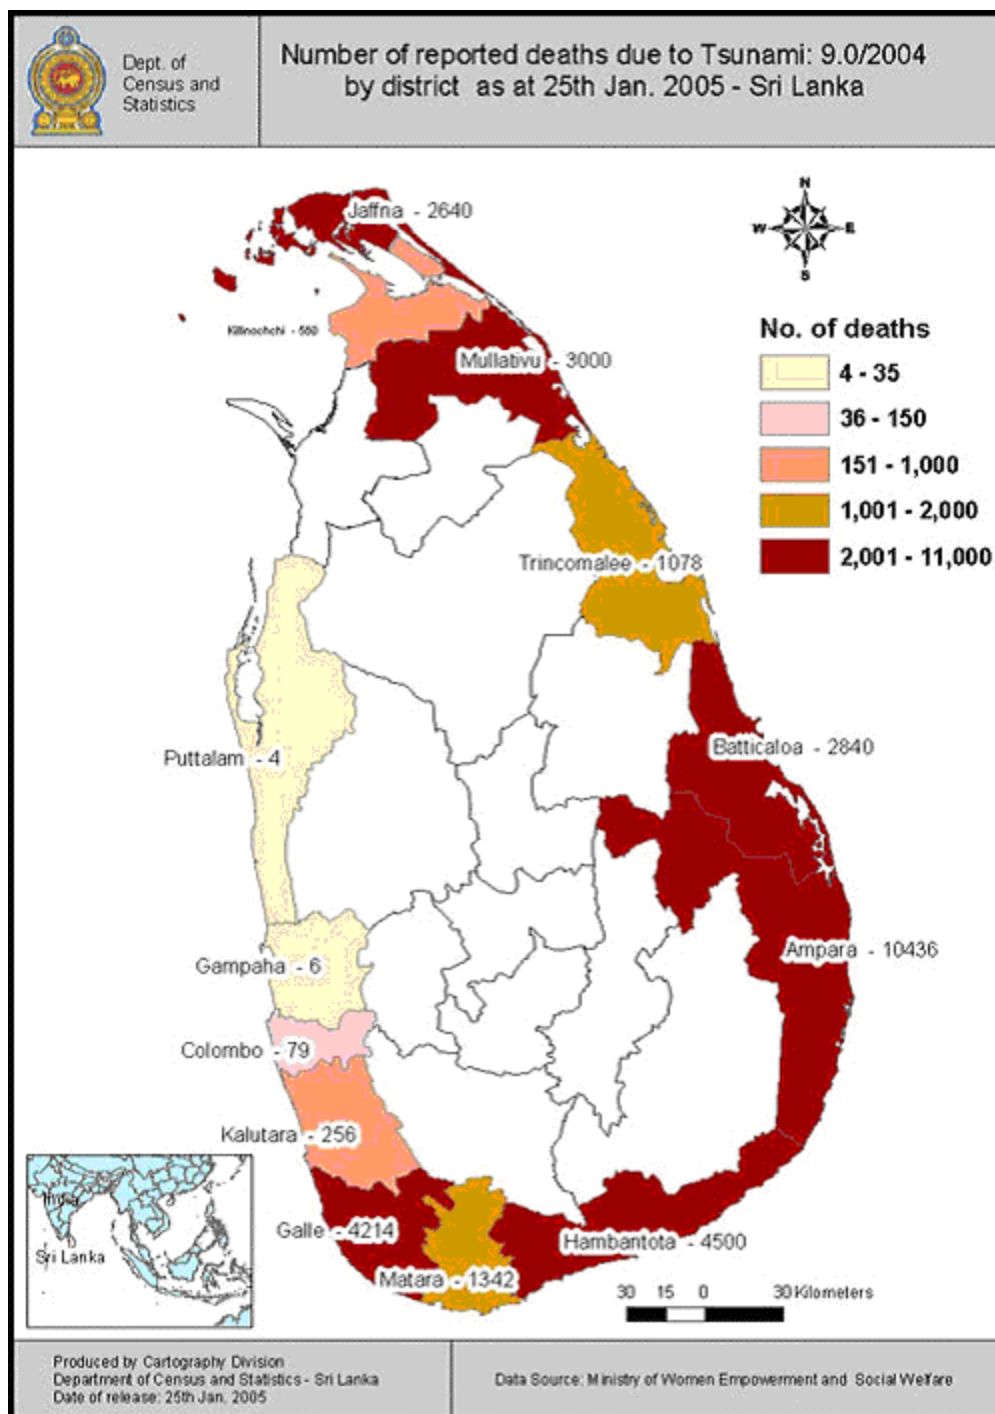 Dept. of
Census and
Statistics
Number of reported deaths due to Tsunami: 9.0/2004
by district as at 25th Jan. 2005 - Sri Lanka
N
W E
S
Jaffna - 2640
Killinochchi - 560
Mullativu - 3000
No. of deaths
4 - 35
36 - 150
151 - 1,000
1,001 - 2,000
2,001 - 11,000
Trincomalee - 1078
Puttalam - 4
Batticaloa - 2840
Gampaha - 6
Ampara - 10436
Colombo - 79
Kalutara - 256
India
Sri Lanka
Galle - 4214
Hambantota - 4500
Matara - 1342
30 15 0 30 Kilometers
Produced by Cartography Division
Department of Census and Statistics - Sri Lanka
Date of release: 25th Jan. 2005
Data Source: Ministry of Women Empowerment and Social Welfare